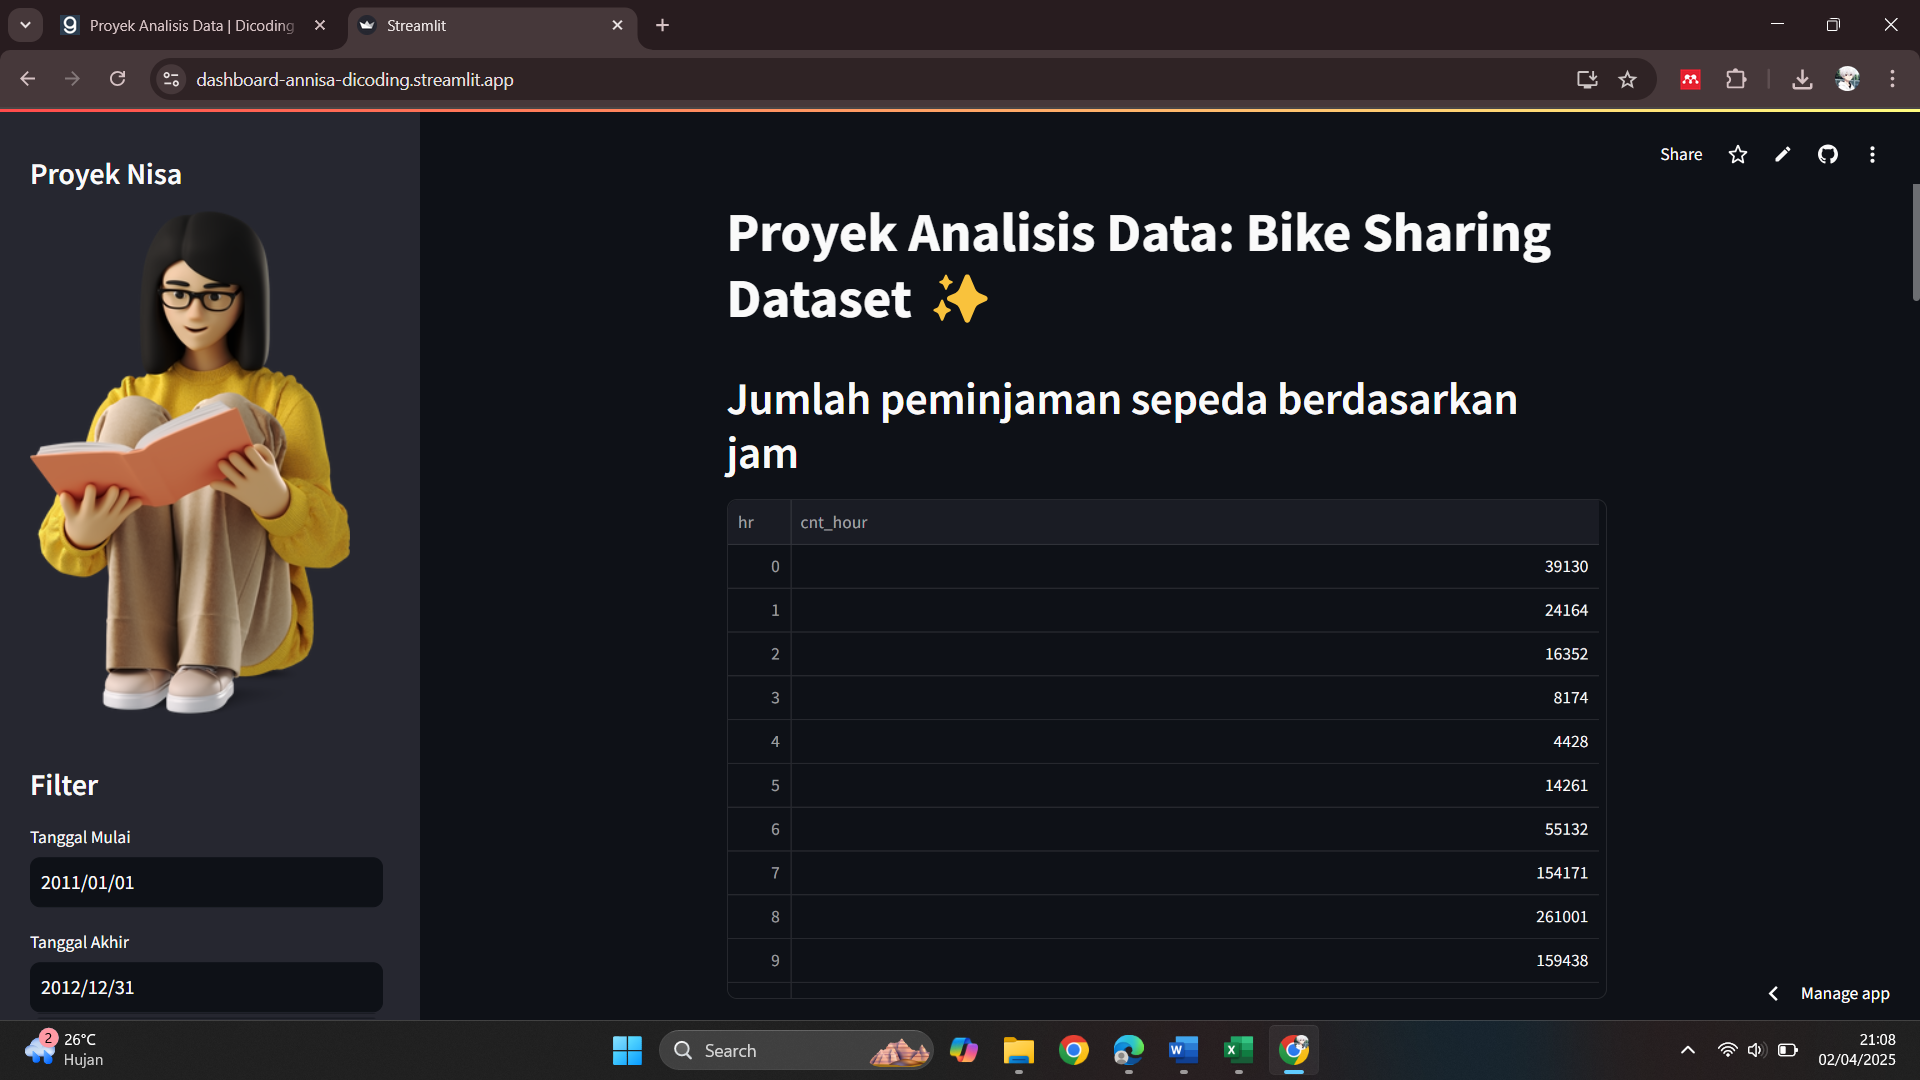 Proyek Analisis Data | Dicoding
Streamlit
dashboard-annisa-dicoding.streamlit.app
Share
Proyek Nisa
Filter
Tanggal Mulai
2011/01/01
Tanggal Akhir
2012/12/31
Proyek Analisis Data: Bike Sharing
Dataset ✨
Jumlah peminjaman sepeda berdasarkan
jam
hr cnt_hour
0 39130
1 24164
2 16352
3 8174
4 4428
5 14261
6 55132
7 154171
8 261001
9 159438
Manage app
2
26°C
Hujan
Search
21:08
02/04/2025